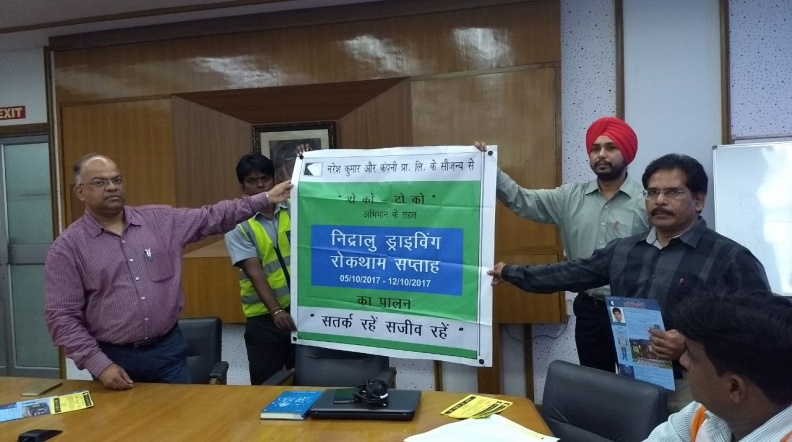 EXIT
नरेश कुमार और कंपनी प्रा. लि. के सौजन्य से
" रो को – टो को "
अभियान के तहत
निद्रालु ड्राइविंग
रोकथाम सप्ताह
05/10/2017 - 12/10/2017
का पालन
" सतर्क रहें सजीव रहें "